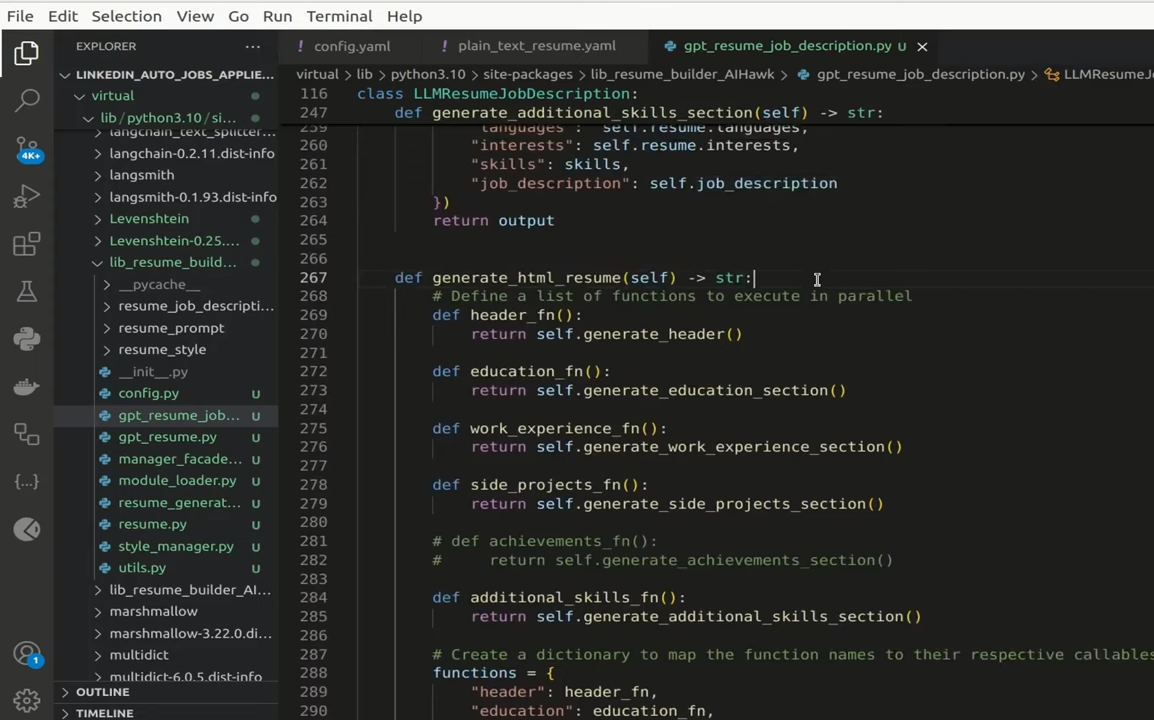 File Edit Selection View Go Run Terminal Help
EXPLORER
config.yaml
plain_text_resume.yaml
gpt_resume_job_description.py U
LINKEDIN_AUTO_JOBS_APPLIE...
virtual > lib > python3.10 > site-packages > lib_resume_builder_AIHawk > gpt_resume_job_description.py > LLMResumeJ
virtual
lib / python3.10 / si...
langchain_text_splitter...
langchain-0.2.11.dist-info
langsmith
langsmith-0.1.93.dist-info
Levenshtein
Levenshtein-0.25....
lib_resume_build...
__pycache__
resume_job_descripti...
resume_prompt
resume_style
__init__.py
config.py U
gpt_resume_job... U
gpt_resume.py U
manager_facade... U
module_loader.py U
resume_generat... U
resume.py U
style_manager.py U
utils.py U
lib_resume_builder_AI...
marshmallow
marshmallow-3.22.0.di...
multidict
multidict-6.0.5.dist-info
OUTLINE
TIMELINE
4K+
1
116 class LLMResumeJobDescription:
247 def generate_additional_skills_section(self) -> str:
259 "languages": self.resume.languages,
260 "interests": self.resume.interests,
261 "skills": skills,
262 "job_description": self.job_description
263 })
264 return output
265
266
267 def generate_html_resume(self) -> str:
268 # Define a list of functions to execute in parallel
269 def header_fn():
270 return self.generate_header()
271
272 def education_fn():
273 return self.generate_education_section()
274
275 def work_experience_fn():
276 return self.generate_work_experience_section()
277
278 def side_projects_fn():
279 return self.generate_side_projects_section()
280
281 # def achievements_fn():
282 #     return self.generate_achievements_section()
283
284 def additional_skills_fn():
285 return self.generate_additional_skills_section()
286
287 # Create a dictionary to map the function names to their respective callables
288 functions = {
289 "header": header_fn,
290 "education": education_fn,